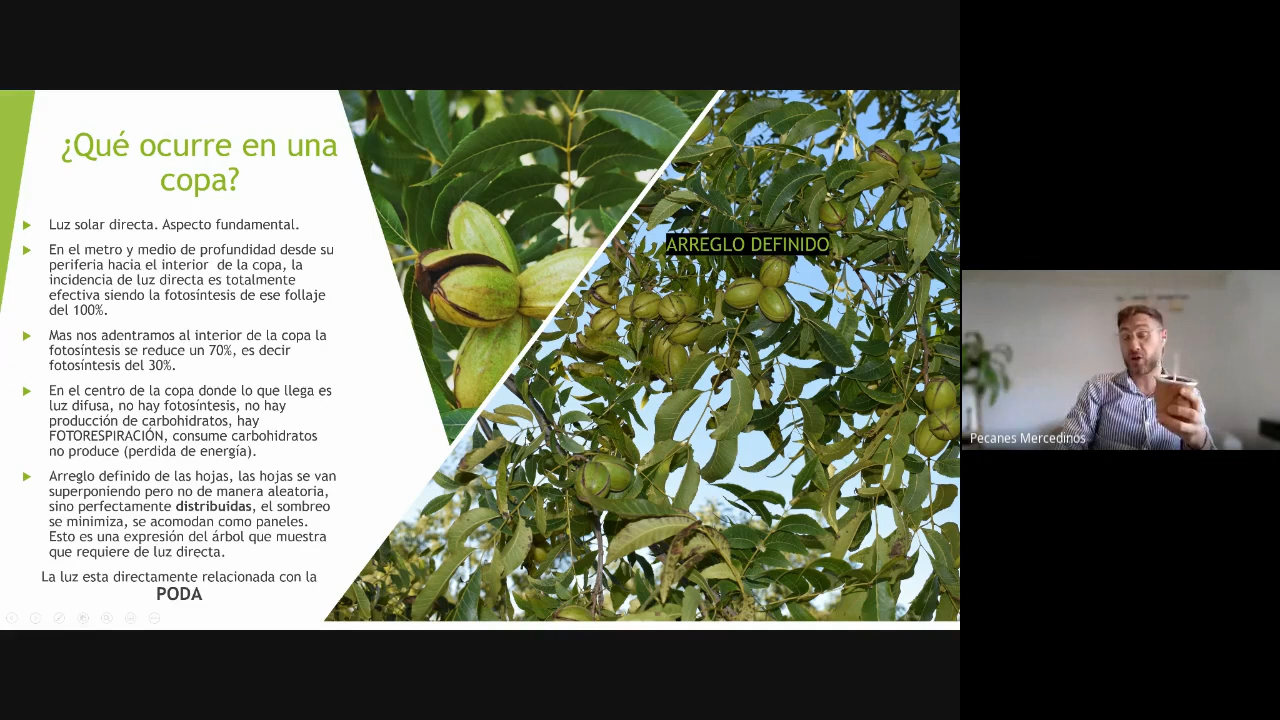 ¿Qué ocurre en una
copa?
Luz solar directa. Aspecto fundamental.
En el metro y medio de profundidad desde su
periferia hacia el interior de la copa, la
incidencia de luz directa es totalmente
efectiva siendo la fotosíntesis de ese follaje
del 100%.
Mas nos adentramos al interior de la copa la
fotosíntesis se reduce un 70%, es decir
fotosíntesis del 30%.
En el centro de la copa donde lo que llega es
luz difusa, no hay fotosíntesis, no hay
producción de carbohidratos, hay
FOTORESPIRACIÓN, consume carbohidratos
no produce (perdida de energía).
Arreglo definido de las hojas, las hojas se van
superponiendo pero no de manera aleatoria,
sino perfectamente distribuidas, el sombreo
se minimiza, se acomodan como paneles.
Esto es una expresión del árbol que muestra
que requiere de luz directa.
La luz esta directamente relacionada con la
PODA
ARREGLO DEFINIDO
Pecanes Mercedinos